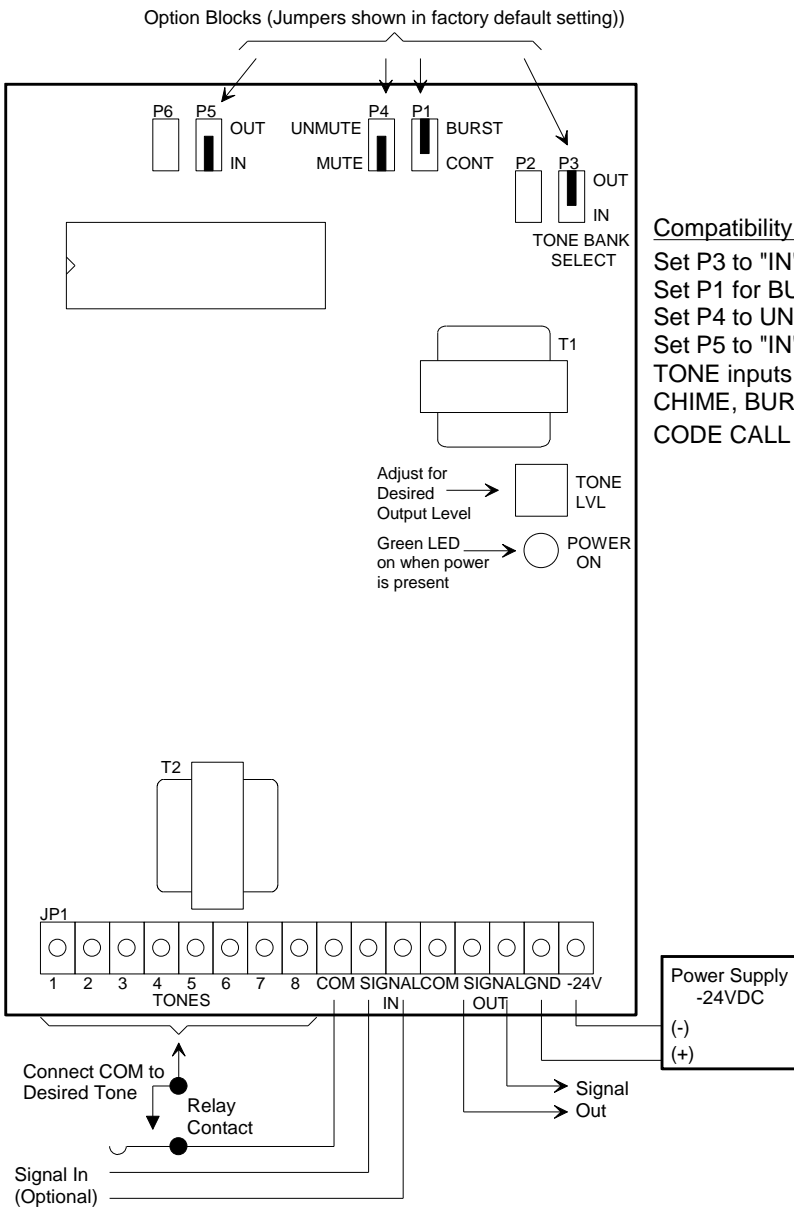 Option Blocks (Jumpers shown in factory default setting))
P6 P5 P4 P1
OUT UNMUTE BURST
IN MUTE CONT
P2 P3
OUT
IN
TONE BANK
SELECT
Compatibility
Set P3 to "IN"
Set P1 for BU
Set P4 to UN
Set P5 to "IN"
TONE inputs
CHIME, BUR
CODE CALL
T1
Adjust for
Desired
Output Level
TONE
LVL
Green LED
on when power
is present
POWER
ON
T2
JP1
1 2 3 4 5 6 7 8 COM SIGNAL COM SIGNAL GND -24V
TONES IN OUT
Power Supply
-24VDC
(-)
(+)
Connect COM to
Desired Tone
Relay
Contact
Signal
Out
Signal In
(Optional)